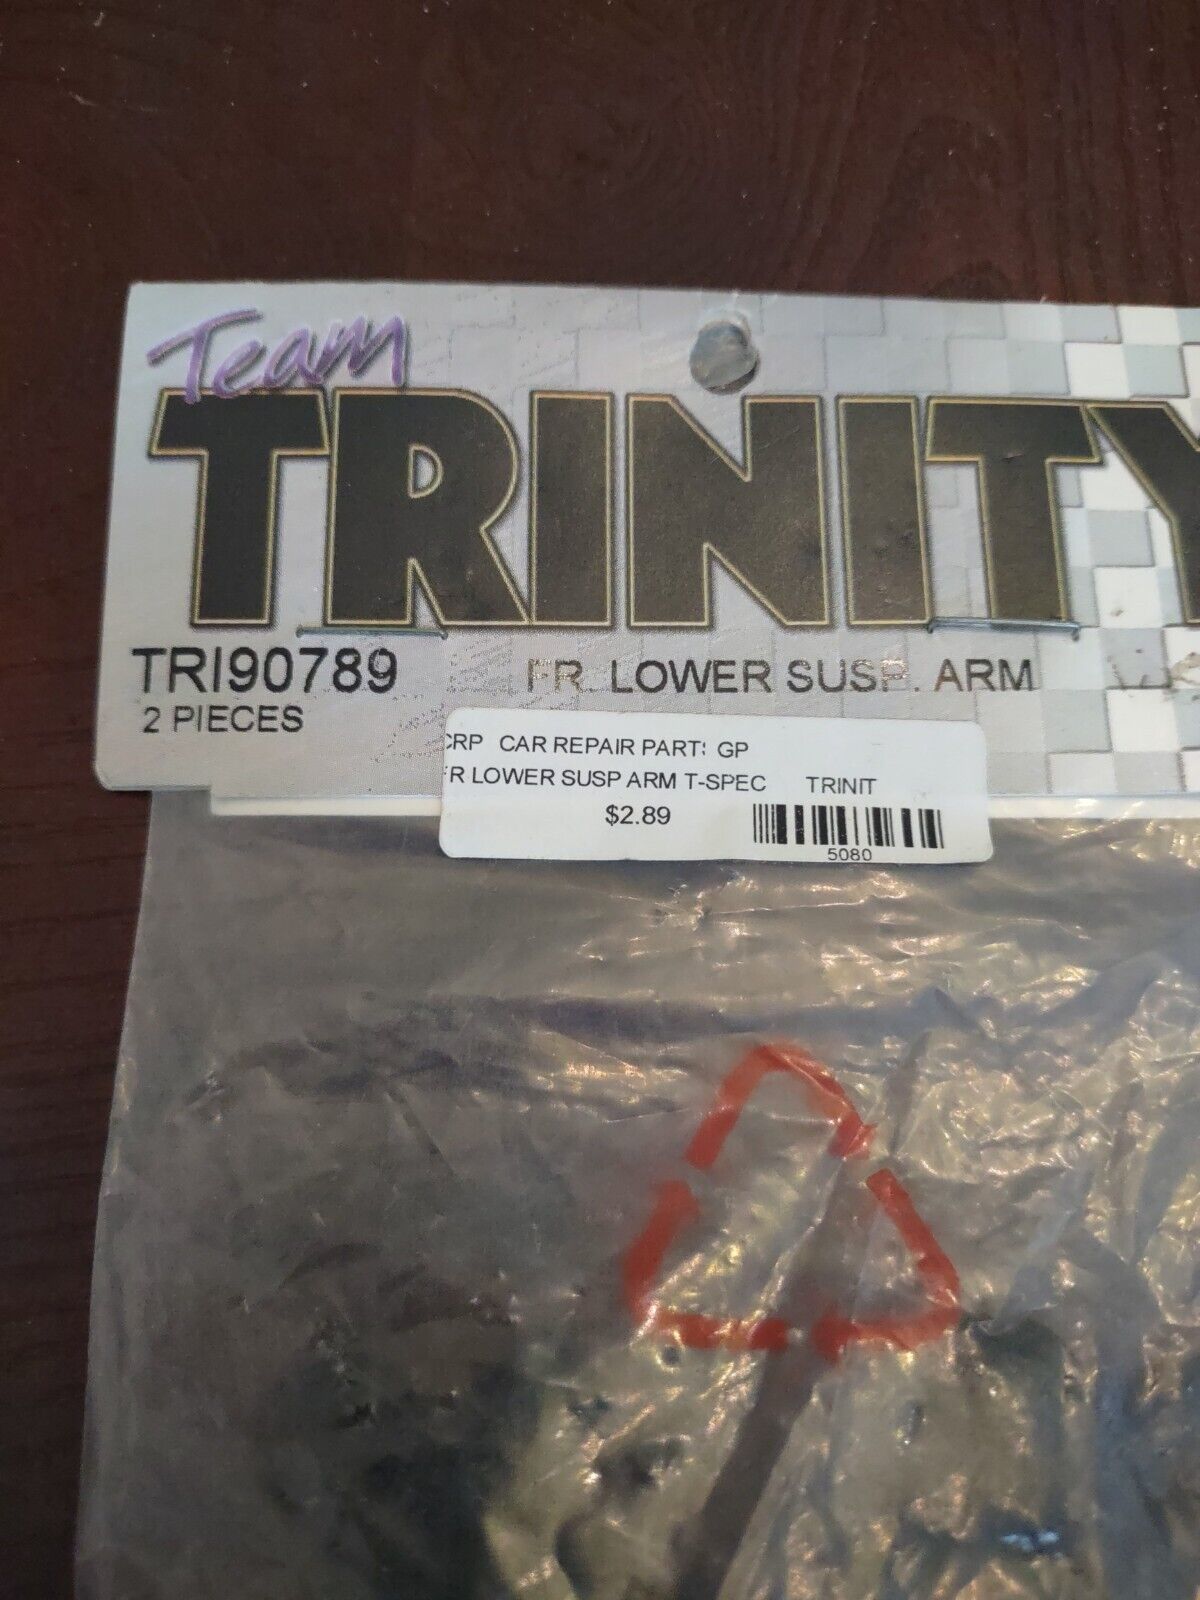 Team
TRINITY
TRI90789 FR. LOWER SUSP. ARM
2 PIECES
CRP CAR REPAIR PARTS GP
FR LOWER SUSP ARM T-SPEC TRINIT
$2.89
5080